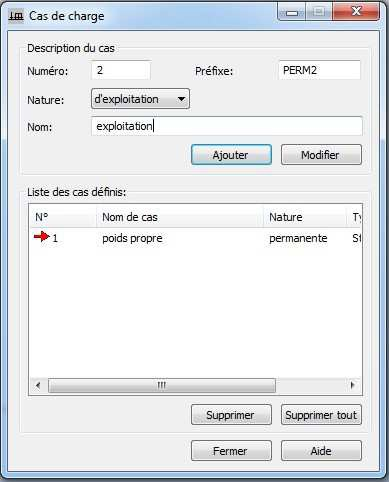 Cas de charge
Description du cas
Numéro: 2 Préfixe: PERM2
Nature: d'exploitation
Nom: exploitation
Ajouter Modifier
Liste des cas définis:
N° Nom de cas Nature Ty
1 poids propre permanente St
Supprimer Supprimer tout
Fermer Aide